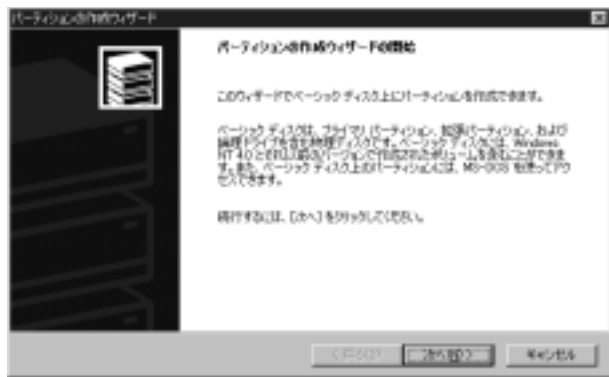 パーティションの作成ウィザード
パーティションの作成ウィザードの開始
このウィザードでベーシック ディスク上にパーティションを作成できます。
ベーシック ディスクは、プライマリ パーティション、拡張パーティション、および
論理ドライブを含む物理ディスクです。ベーシック ディスクには、Windows
NT 4.0 とそれ以前のバージョンで作成されたボリュームを含むことができま
す。また、ベーシック ディスク上のパーティションには、MS-DOS を使ってアク
セスできます。
続行するには、[次へ] をクリックしてください。
< 戻る(B) 次へ(N) > キャンセル